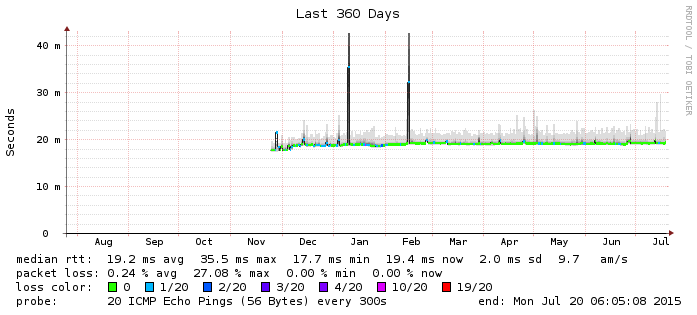 Last 360 Days
RRDTOOL / TOBI OETIKER
Seconds
40 m
30 m
20 m
10 m
0
Aug Sep Oct Nov Dec Jan Feb Mar Apr May Jun Jul
median rtt: 19.2 ms avg 35.5 ms max 17.7 ms min 19.4 ms now 2.0 ms sd 9.7 am/s
packet loss: 0.24 % avg 27.08 % max 0.00 % min 0.00 % now
loss color: 0 1/20 2/20 3/20 4/20 10/20 19/20
probe: 20 ICMP Echo Pings (56 Bytes) every 300s end: Mon Jul 20 06:05:08 2015